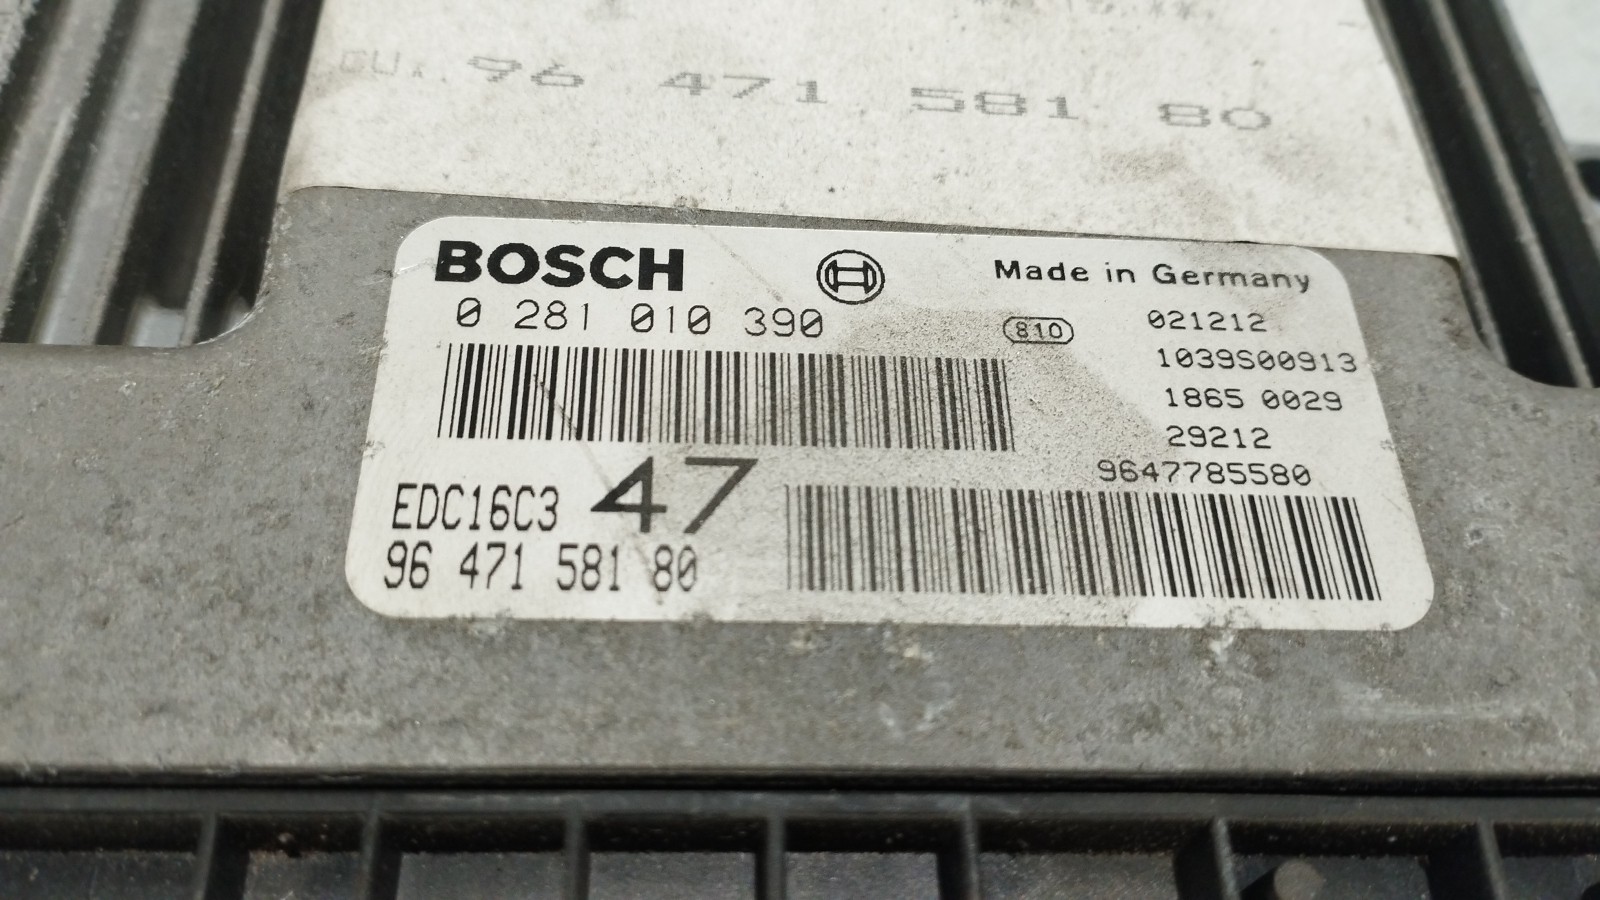 96 471 581 80
BOSCH
Made in Germany
0 281 010 390
810
021212
1039S00913
1865 0029
29212
9647785580
EDC16C3
47
96 471 581 80